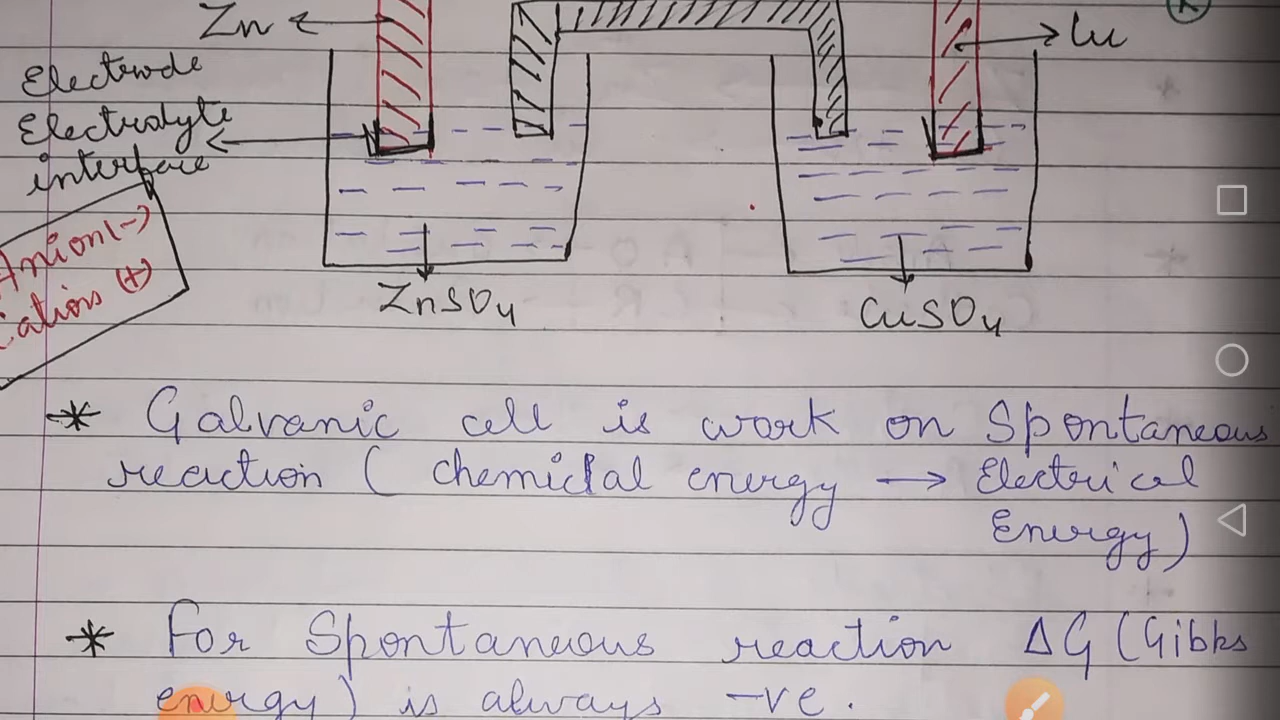 Zn
Cu
Electrode
Electrolyte
interface
Anion (-)
Cations (+)
ZnSO4
CuSO4
* Galvanic cell is work on Spontaneous
reaction ( chemical energy → Electrical
Energy )
* For Spontaneous reaction ΔG ( Gibbs
energy ) is always -ve .